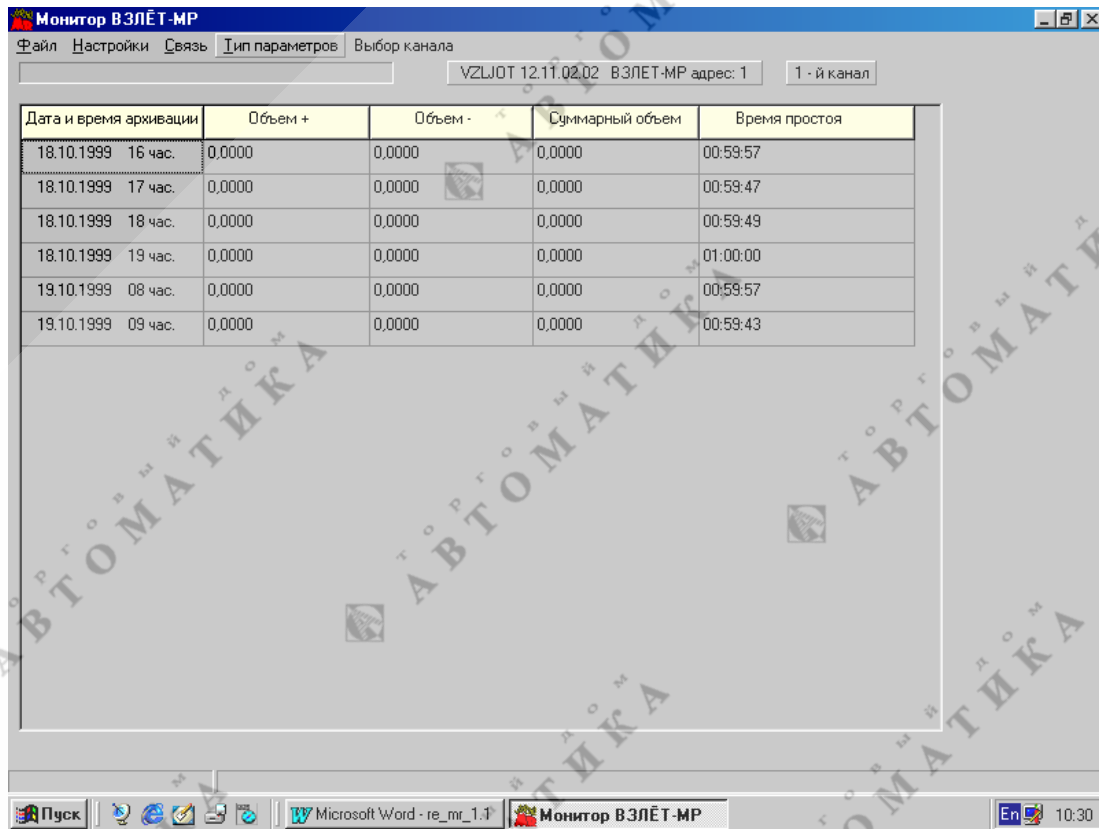 Монитор ВЗЛЁТ-МР
Файл Настройки Связь Тип параметров Выбор канала
VZLJOT 12.11.02.02 ВЗЛЕТ-МР адрес: 1 1 - й канал
Дата и время архивации Объем + Объем - Суммарный объем Время простоя
18.10.1999 16 час. 0,0000 0,0000 0,0000 00:59:57
18.10.1999 17 час. 0,0000 0,0000 0,0000 00:59:47
18.10.1999 18 час. 0,0000 0,0000 0,0000 00:59:49
18.10.1999 19 час. 0,0000 0,0000 0,0000 01:00:00
19.10.1999 08 час. 0,0000 0,0000 0,0000 00:59:57
19.10.1999 09 час. 0,0000 0,0000 0,0000 00:59:43
торговый дом
АВТОМАТИКА
Пуск Microsoft Word - re_mr_1.1 Монитор ВЗЛЁТ-МР En 10:30